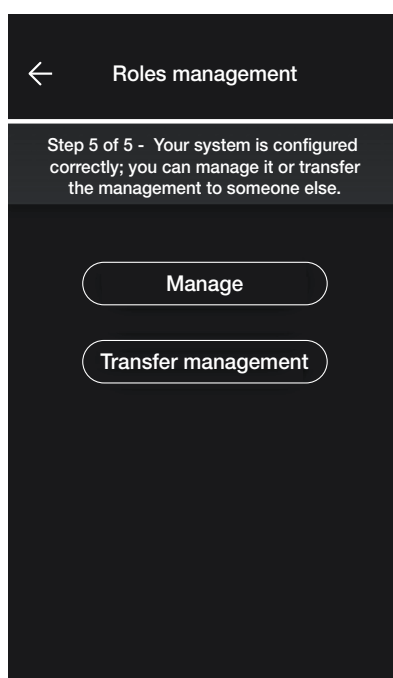 Roles management
Step 5 of 5 - Your system is configured
correctly; you can manage it or transfer
the management to someone else.
Manage
Transfer management